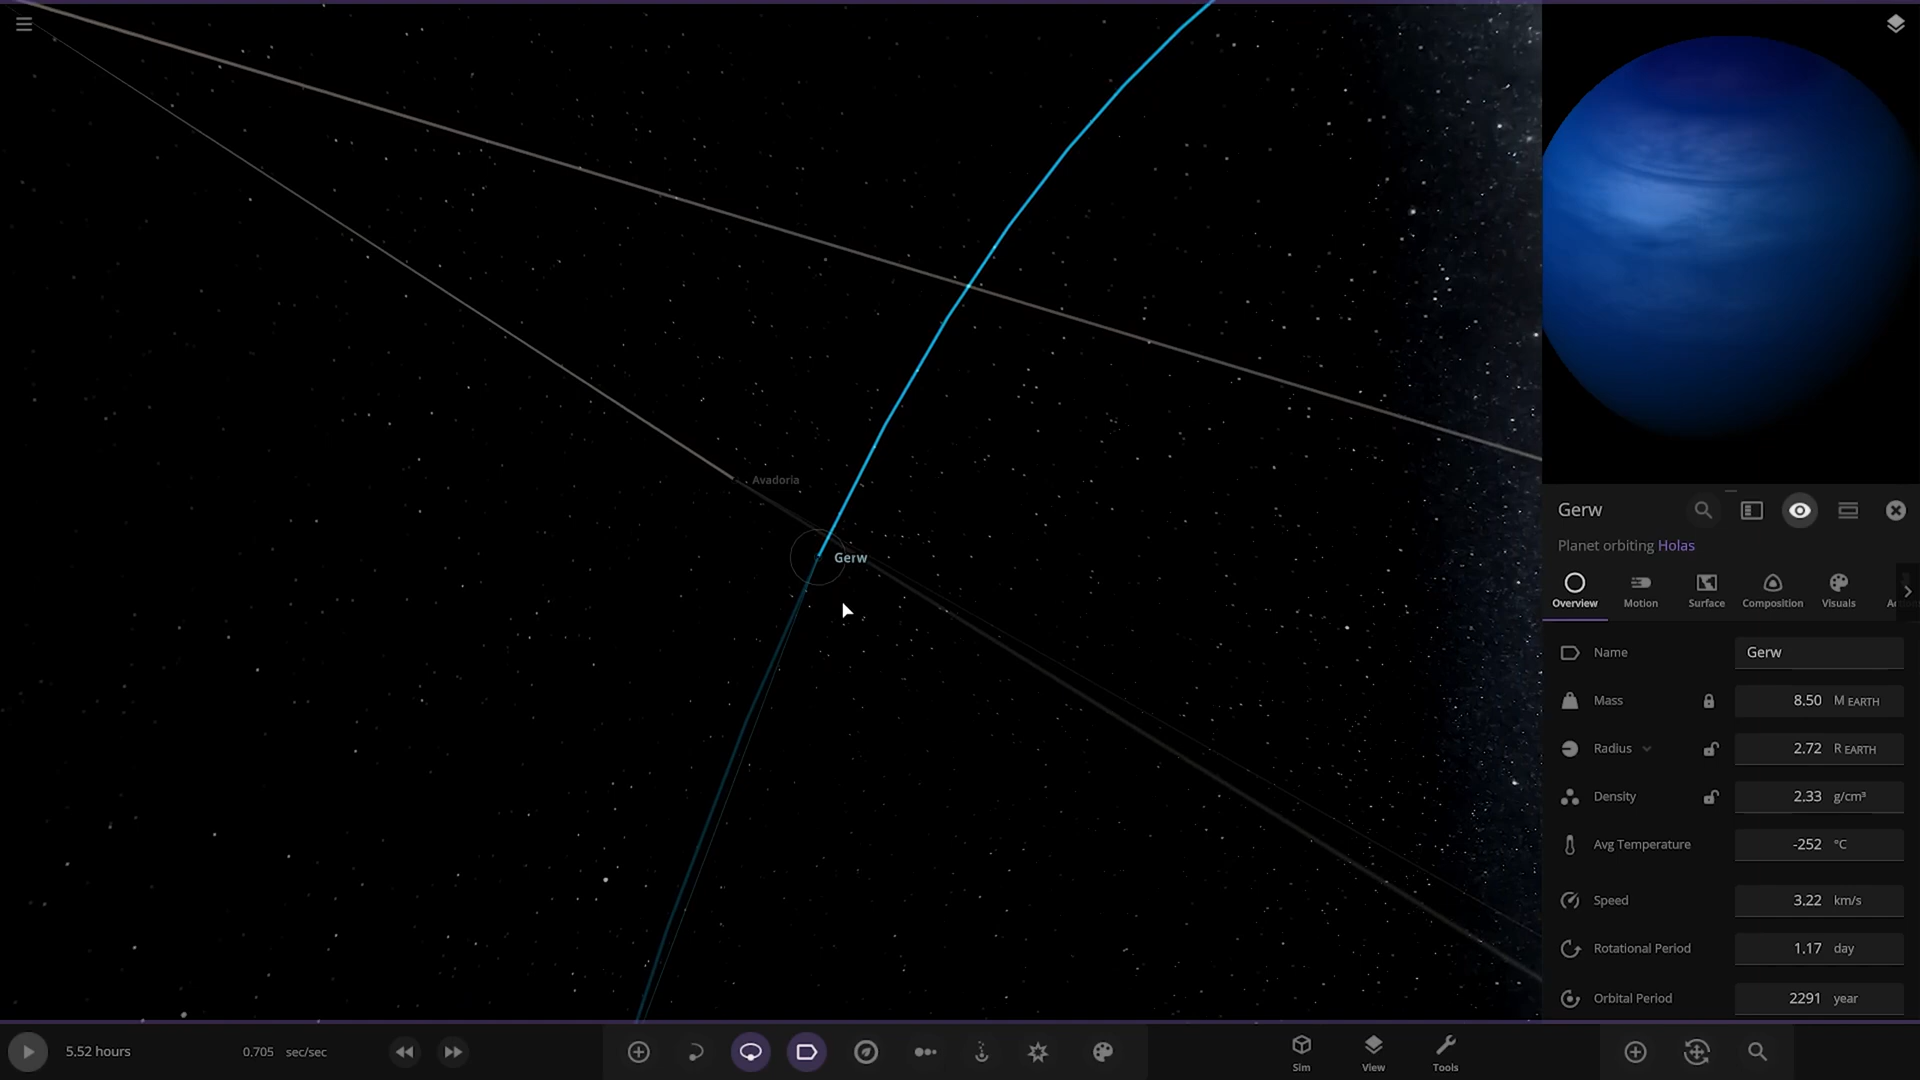 Avadoria
Gerw
Gerw
Planet orbiting Holas
Overview
Motion
Surface
Composition
Visuals
Name
Gerw
Mass
8.50 M EARTH
Radius
2.72 R EARTH
Density
2.33 g/cm³
Avg Temperature
-252 °C
Speed
3.22 km/s
Rotational Period
1.17 day
Orbital Period
2291 year
5.52 hours
0.705 sec/sec
Sim
View
Tools